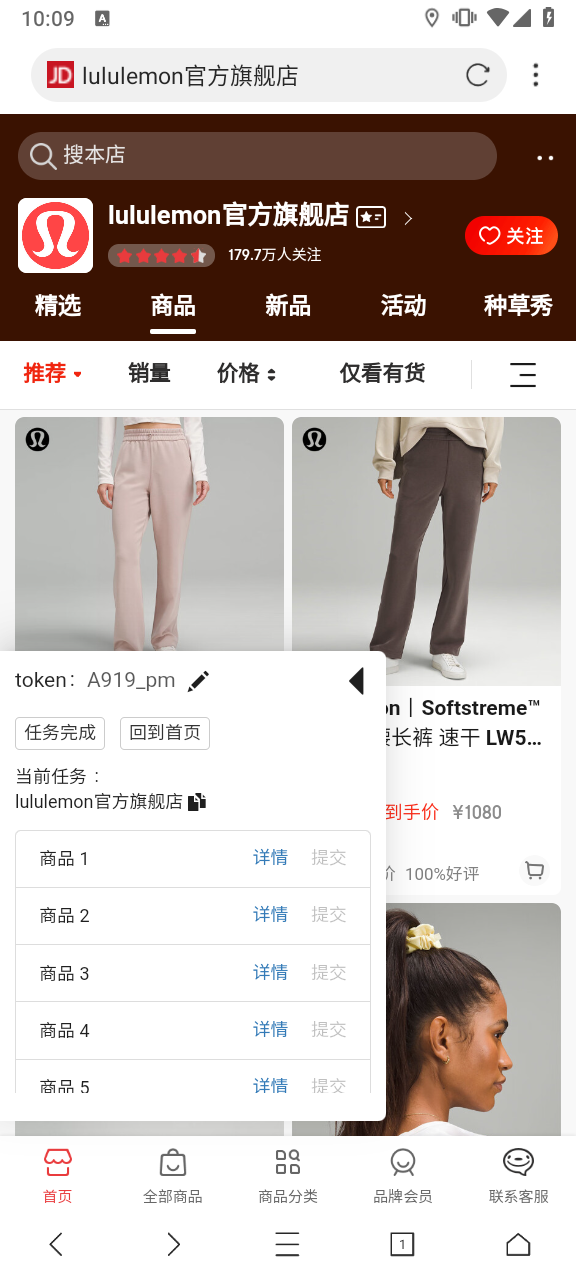 10:09
A
JD lululemon官方旗舰店
搜本店
lululemon官方旗舰店
179.7万人关注
关注
精选 商品 新品 活动 种草秀
推荐 销量 价格 仅看有货
on｜Softstreme™
腰长裤 速干 LW5...
到手价 ¥1080
价 100%好评
token： A919_pm
任务完成 回到首页
当前任务：
lululemon官方旗舰店
商品 1 详情 提交
商品 2 详情 提交
商品 3 详情 提交
商品 4 详情 提交
商品 5 详情 提交
首页 全部商品 商品分类 品牌会员 联系客服
1